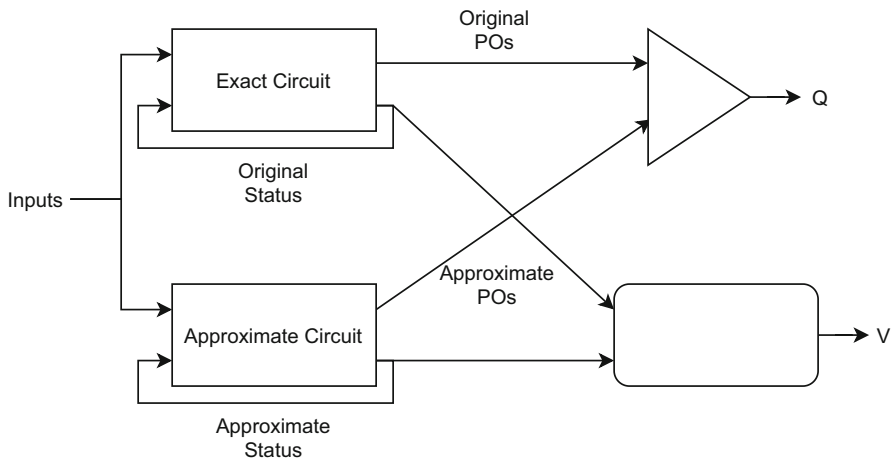 Original
POs
Exact Circuit
Q
Original
Status
Inputs
Approximate
POs
Approximate Circuit
V
Approximate
Status